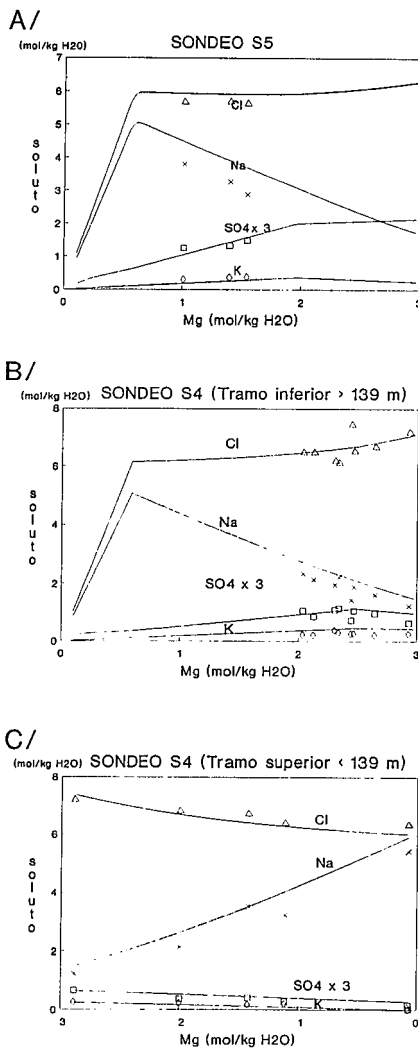 A/
(mol/kg H2O) SONDEO S5
7
6
5
4
3
2
1
0
soluto
Cl
Na
SO4 x 3
K
0 1 2 3
Mg (mol/kg H2O)
B/
(mol/kg H2O) SONDEO S4 (Tramo inferior > 139 m)
8
6
4
2
0
soluto
Cl
Na
SO4 x 3
K
0 1 2 3
Mg (mol/kg H2O)
C/
(mol/kg H2O) SONDEO S4 (Tramo superior < 139 m)
8
6
4
2
0
soluto
Cl
Na
SO4 x 3
K
3 2 1 0
Mg (mol/kg H2O)